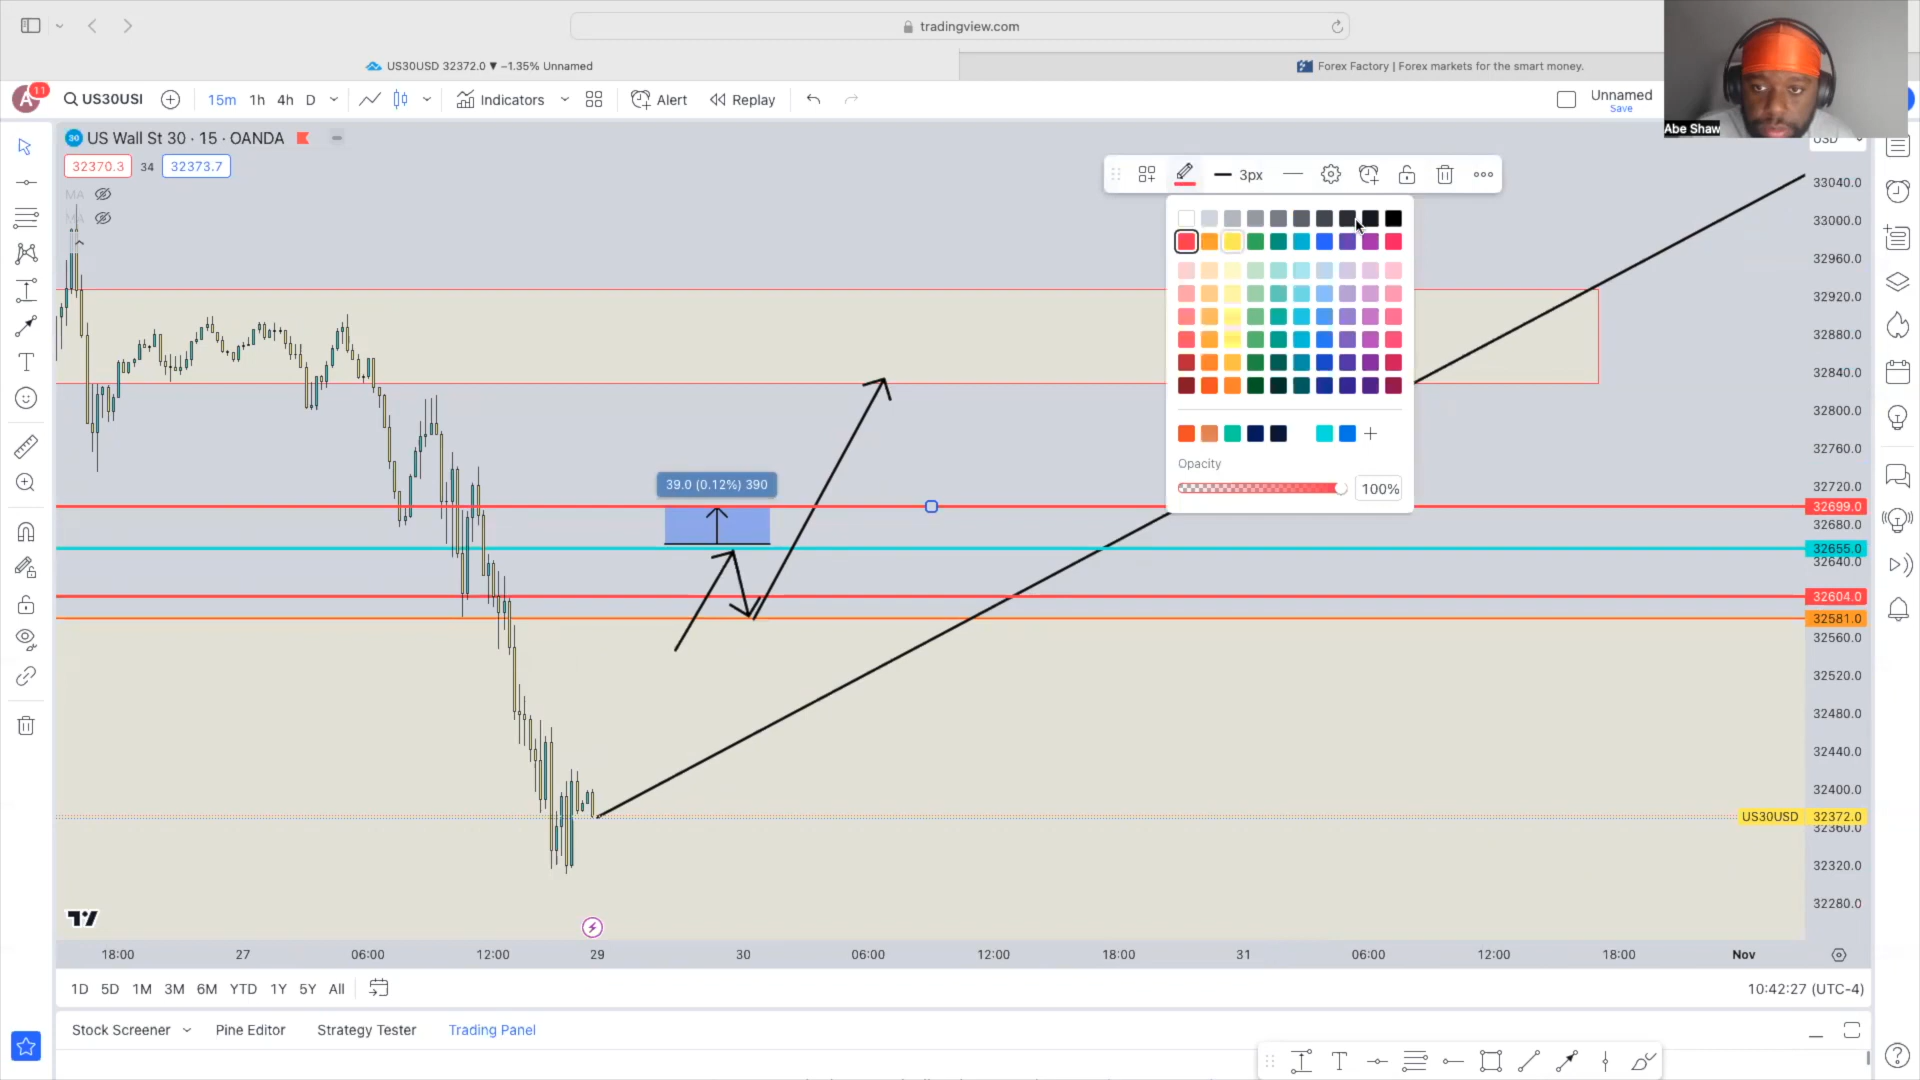 tradingview.com
US30USD 32372.0 ▼ −1.35% Unnamed
Forex Factory | Forex markets for the smart money.
A
11
US30USI
15m
1h
4h
D
Indicators
Alert
Replay
Unnamed
Save
Abe Shaw
30
US Wall St 30 · 15 · OANDA
USD
32370.3
34
32373.7
MA
3px
33040.0
33000.0
32960.0
32920.0
32880.0
32840.0
32800.0
32760.0
32720.0
32699.0
32680.0
32655.0
32640.0
32604.0
32581.0
32560.0
32520.0
32480.0
32440.0
32400.0
US30USD 32372.0
32360.0
32320.0
32280.0
Opacity
100%
39.0 (0.12%) 390
18:00
27
06:00
12:00
29
30
06:00
12:00
18:00
31
06:00
12:00
18:00
Nov
1D
5D
1M
3M
6M
YTD
1Y
5Y
All
10:42:27 (UTC-4)
Stock Screener
Pine Editor
Strategy Tester
Trading Panel